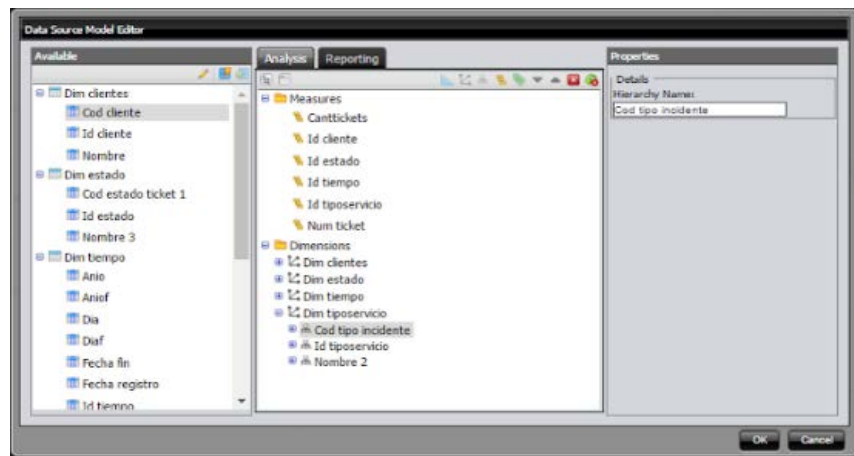 Data Source Model Editor
Available
Dim clientes
Cod cliente
Id cliente
Nombre
Dim estado
Cod estado ticket 1
Id estado
Nombre 3
Dim tiempo
Anio
Aniof
Dia
Diaf
Fecha fin
Fecha registro
Id tiempo
Analysis Reporting
Measures
Canttickets
Id cliente
Id estado
Id tiempo
Id tiposervicio
Num ticket
Dimensions
Dim clientes
Dim estado
Dim tiempo
Dim tiposervicio
Cod tipo incidente
Id tiposervicio
Nombre 2
Properties
Details
Hierarchy Name:
Cod tipo incidente
OK Cancel